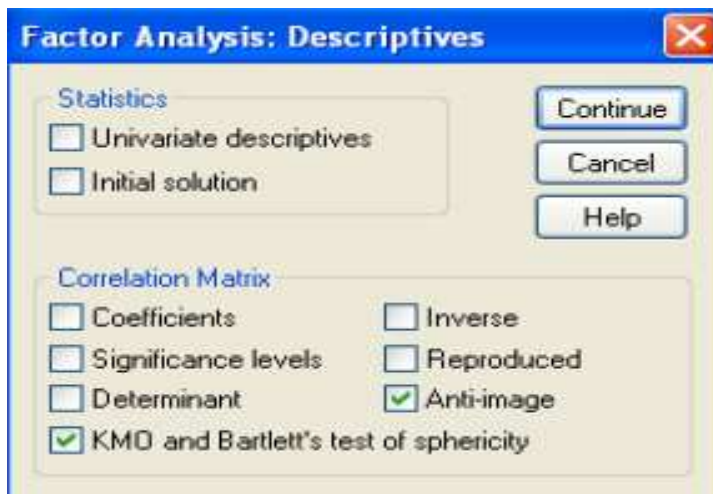 Factor Analysis: Descriptives
Statistics
Univariate descriptives
Initial solution
Continue
Cancel
Help
Correlation Matrix
Coefficients
Inverse
Significance levels
Reproduced
Determinant
Anti-image
KMO and Bartlett's test of sphericity